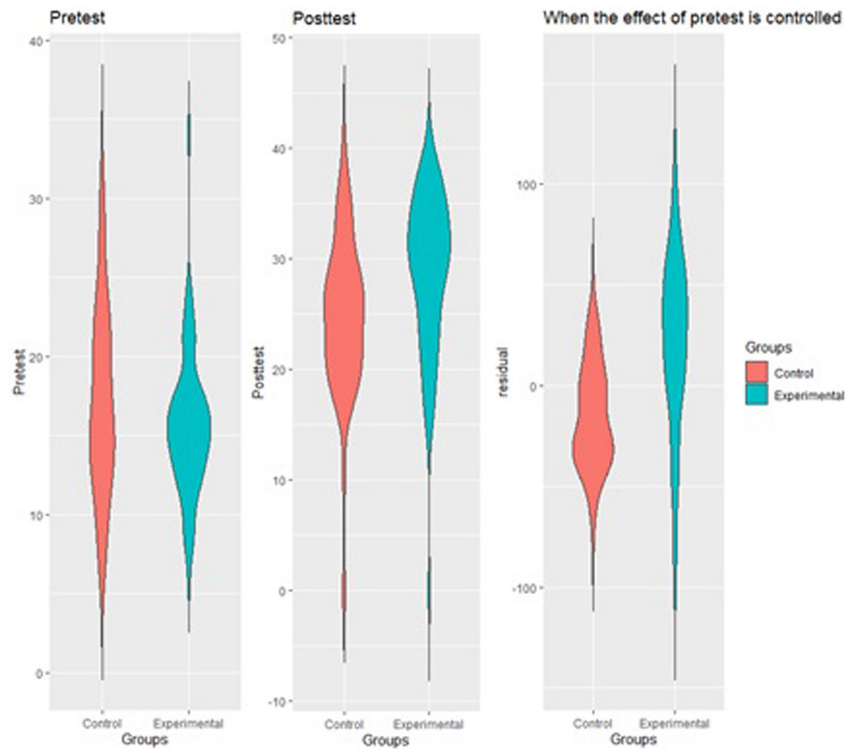 Pretest
Posttest
When the effect of pretest is controlled
40
30
20
10
0
Pretest
Control
Experimental
Groups
50
40
30
20
10
0
-10
Posttest
Control
Experimental
Groups
100
0
-100
residual
Control
Experimental
Groups
Groups
Control
Experimental